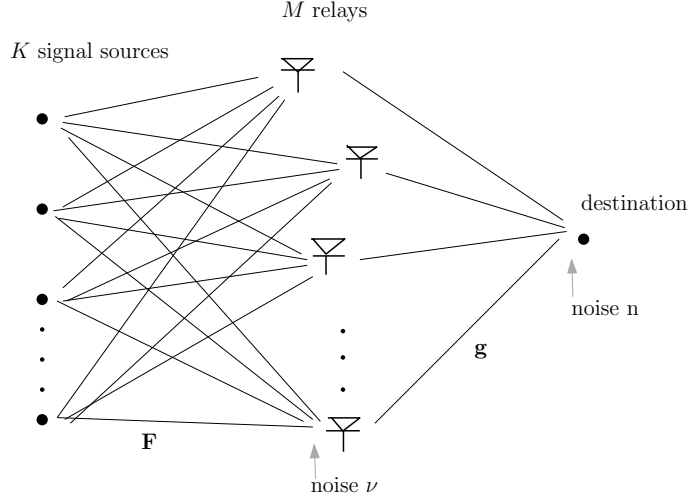 M relays
K signal sources
destination
noise n
g
F
noise ν